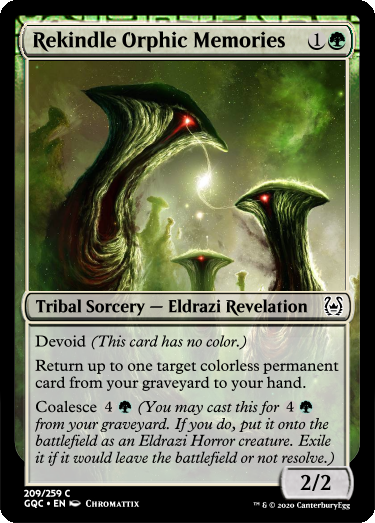 Rekindle Orphic Memories 1
Tribal Sorcery — Eldrazi Revelation
Devoid (This card has no color.)
Return up to one target colorless permanent
card from your graveyard to your hand.
Coalesce 4 (You may cast this for 4
from your graveyard. If you do, put it onto the
battlefield as an Eldrazi Horror creature. Exile
it if it would leave the battlefield or not resolve.)
2/2
209/259 C
GQC • EN CHROMATTIX
™ & © 2020 CanterburyEgg